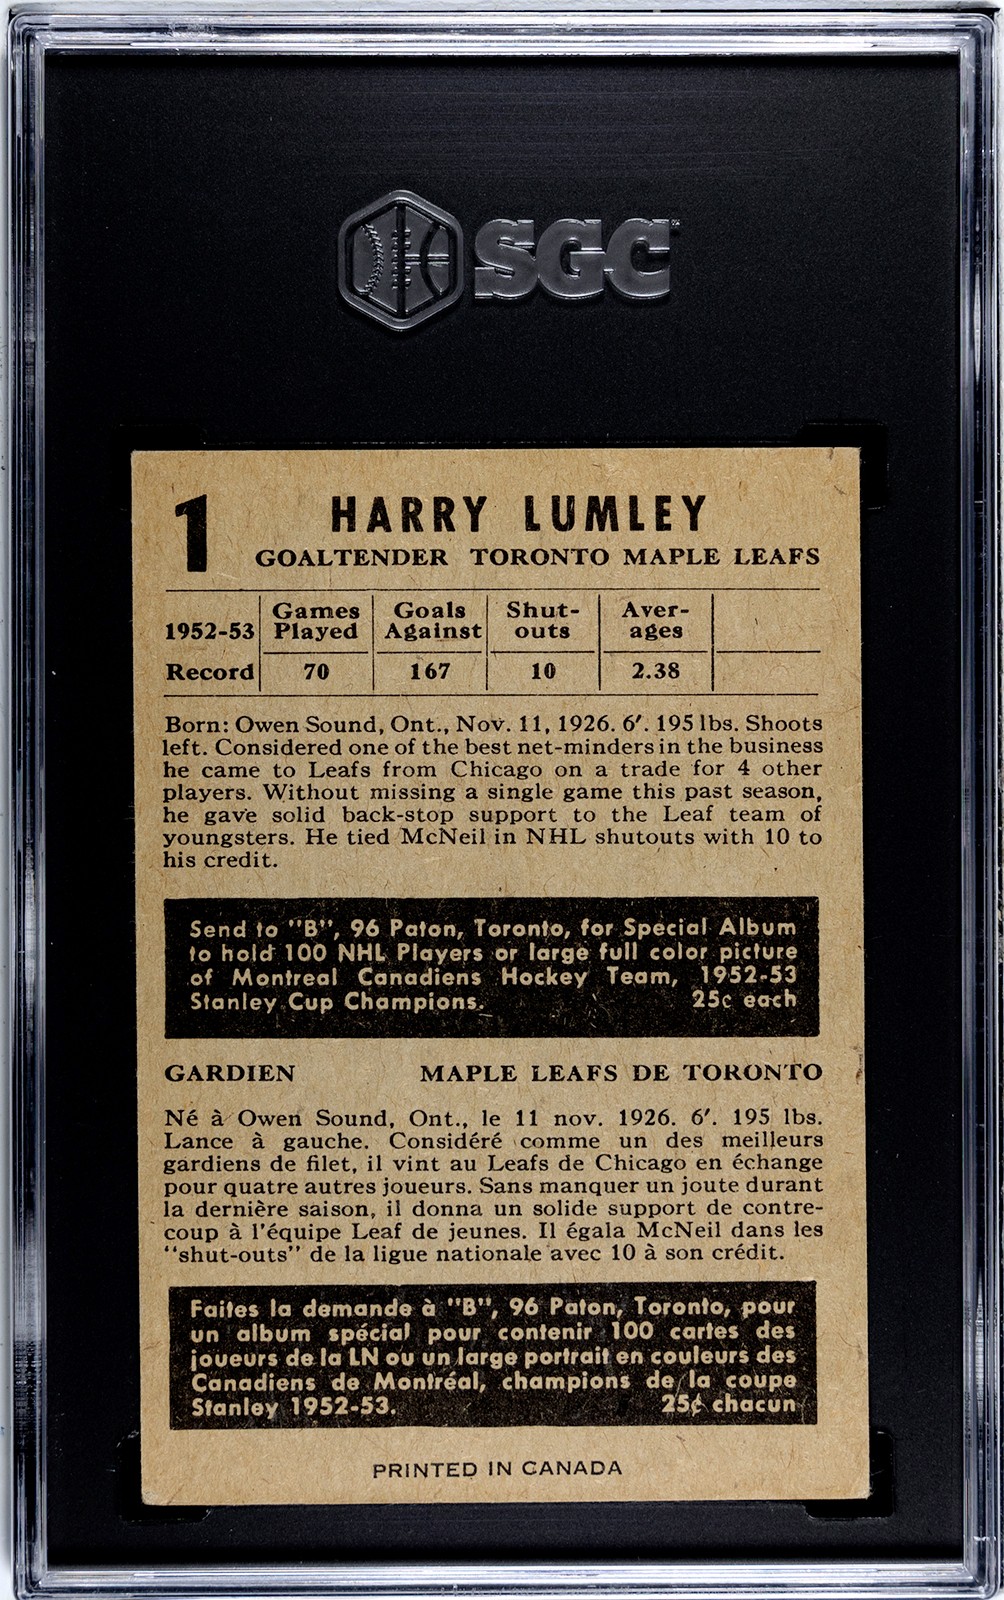 SGC
1 HARRY LUMLEY
GOALTENDER TORONTO MAPLE LEAFS
1952-53 Games Played Goals Against Shut-outs Aver-ages
Record 70 167 10 2.38
Born: Owen Sound, Ont., Nov. 11, 1926. 6′. 195 lbs. Shoots
left. Considered one of the best net-minders in the business
he came to Leafs from Chicago on a trade for 4 other
players. Without missing a single game this past season,
he gave solid back-stop support to the Leaf team of
youngsters. He tied McNeil in NHL shutouts with 10 to
his credit.
Send to "B", 96 Paton, Toronto, for Special Album
to hold 100 NHL Players or large full color picture
of Montreal Canadiens Hockey Team, 1952-53
Stanley Cup Champions. 25c each
GARDIEN MAPLE LEAFS DE TORONTO
Né à Owen Sound, Ont., le 11 nov. 1926. 6′. 195 lbs.
Lance à gauche. Considéré comme un des meilleurs
gardiens de filet, il vint au Leafs de Chicago en échange
pour quatre autres joueurs. Sans manquer un joute durant
la dernière saison, il donna un solide support de contre-
coup à l'équipe Leaf de jeunes. Il égala McNeil dans les
"shut-outs" de la ligue nationale avec 10 à son crédit.
Faites la demande à "B", 96 Paton, Toronto, pour
un album spécial pour contenir 100 cartes des
joueurs de la LN ou un large portrait en couleurs des
Canadiens de Montréal, champions de la coupe
Stanley 1952-53. 25¢ chacun
PRINTED IN CANADA